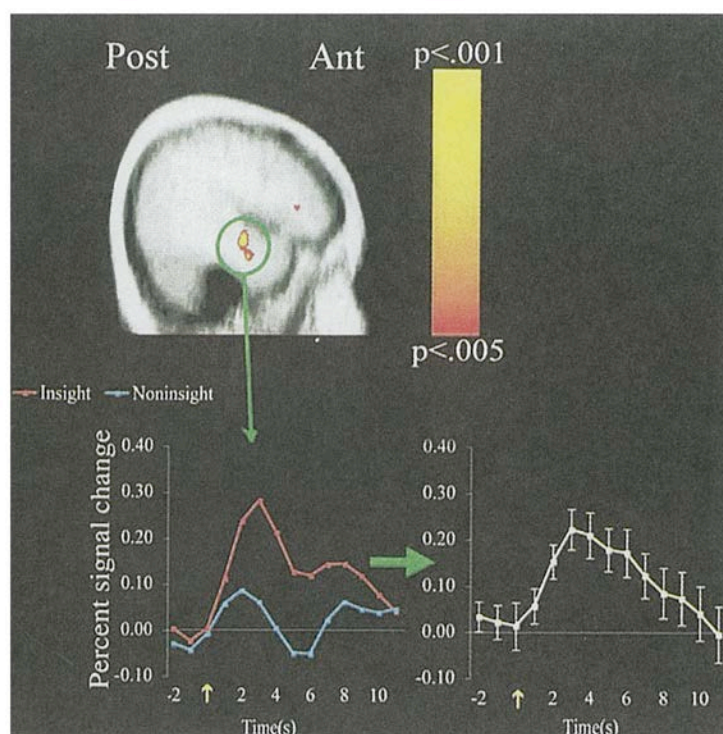 Post Ant p<.001
p<.005
Insight Noninsight
Percent signal change
0.40
0.30
0.20
0.10
0.00
-0.10
-2 2 4 6 8 10
Time(s)
0.40
0.30
0.20
0.10
0.00
-0.10
-2 2 4 6 8 10
Time(s)